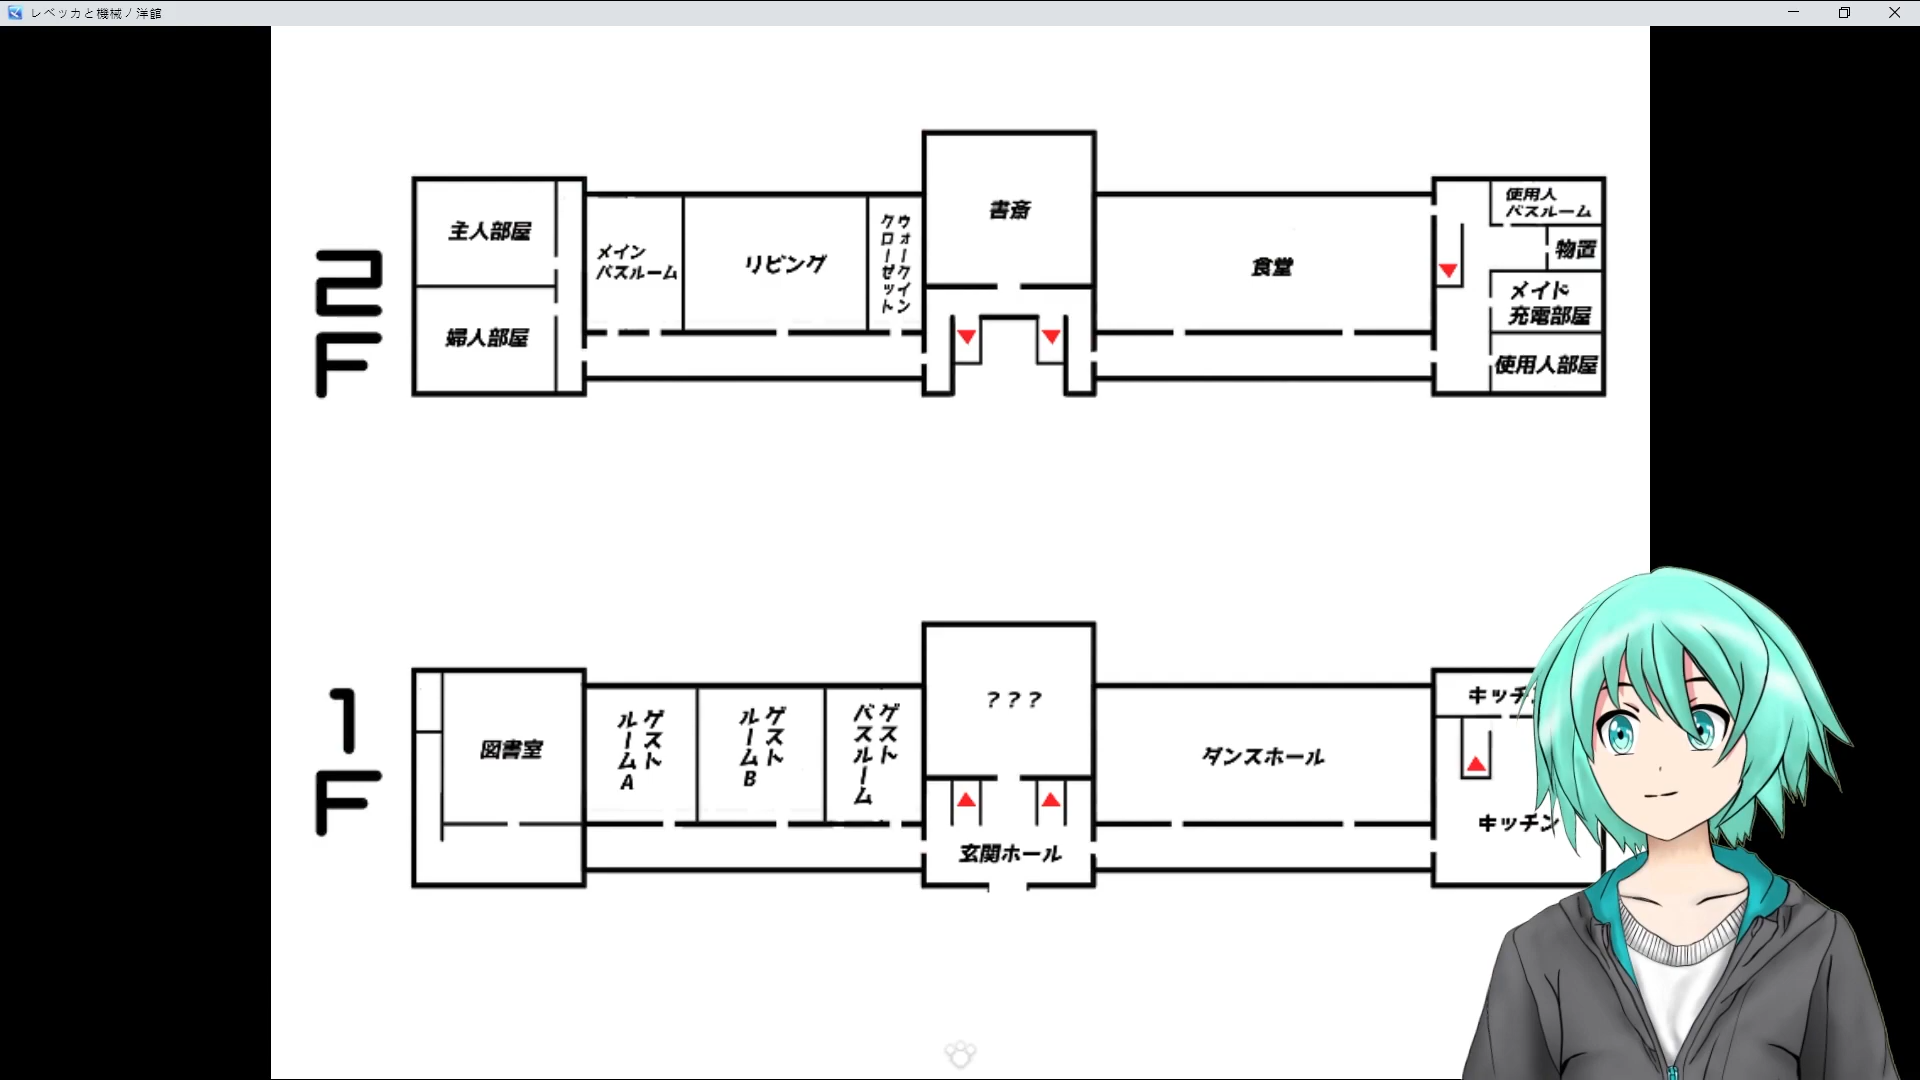 レベッカと機械ノ洋館
2F
主人部屋
婦人部屋
メイン
バスルーム
リビング
ウォークイン
クローゼット
書斎
食堂
使用人
バスルーム
物置
メイド
充電部屋
使用人部屋
1F
図書室
ゲスト
ルームA
ゲスト
ルームB
ゲスト
バスルーム
???
玄関ホール
ダンスホール
キッチン
キッチン